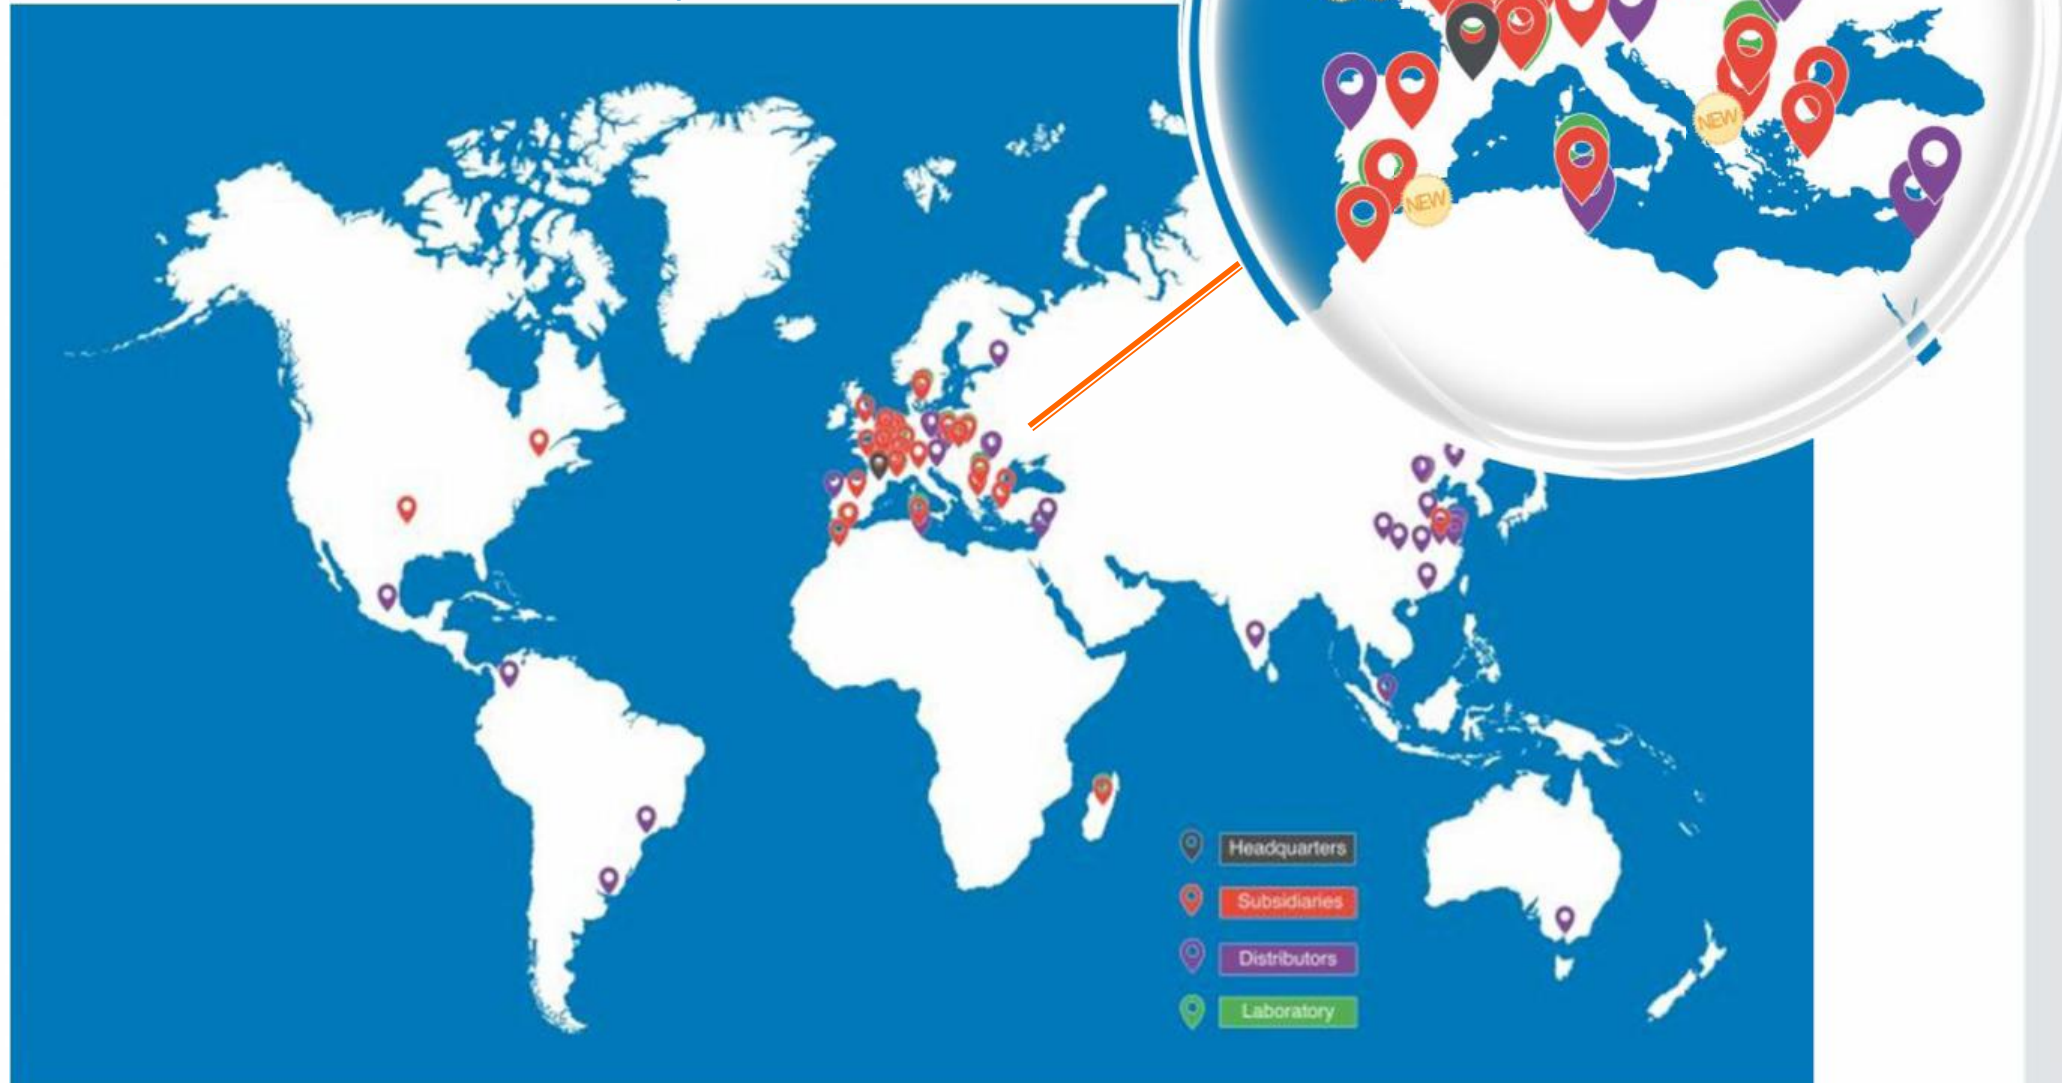 NEW
NEW
Headquarters
Subsidiaries
Distributors
Laboratory